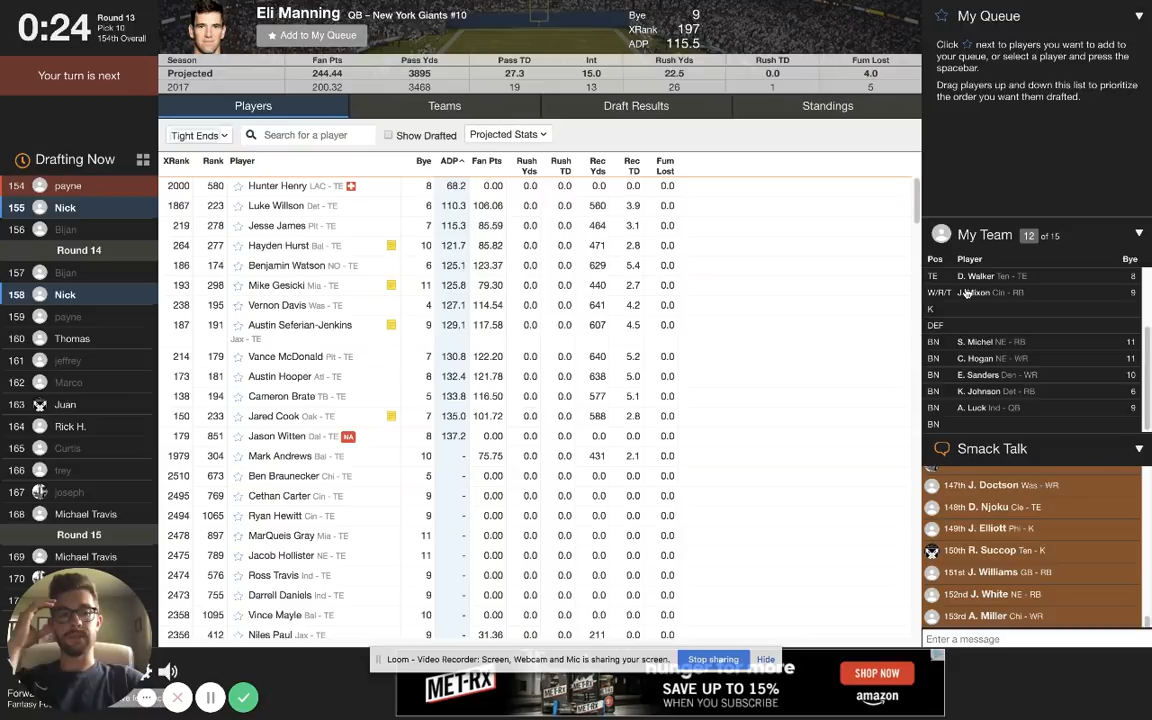 0:24
Round 13
Pick 10
154th Overall
Your turn is next
Eli Manning QB - New York Giants #10
Add to My Queue
Bye 9
XRank 197
ADP 115.5
Season Fan Pts Pass Yds Pass TD Int Rush Yds Rush TD Fum Lost
Projected 244.44 3895 27.3 15.0 22.5 0.0 4.0
2017 200.32 3468 19 13 26 1 5
Players Teams Draft Results Standings
Tight Ends Search for a player Show Drafted Projected Stats
XRank Rank Player Bye ADP Fan Pts Rush Yds Rush TD Rec Yds Rec TD Fum Lost
2000 580 Hunter Henry LAC - TE 8 68.2 0.00 0.0 0.0 0.0 0.0 0.0
1867 223 Luke Willson Det - TE 6 110.3 106.06 0.0 0.0 560 3.9 0.0
219 278 Jesse James Pit - TE 7 115.3 85.59 0.0 0.0 464 3.1 0.0
264 277 Hayden Hurst Bal - TE 10 121.7 85.82 0.0 0.0 471 2.8 0.0
186 174 Benjamin Watson NO - TE 6 125.1 123.37 0.0 0.0 629 5.4 0.0
193 298 Mike Gesicki Mia - TE 11 125.8 79.30 0.0 0.0 440 2.7 0.0
238 195 Vernon Davis Was - TE 4 127.1 114.54 0.0 0.0 641 4.2 0.0
187 191 Austin Seferian-Jenkins 9 129.1 117.58 0.0 0.0 607 4.5 0.0
Jax - TE
214 179 Vance McDonald Pit - TE 7 130.8 122.20 0.0 0.0 640 5.2 0.0
173 181 Austin Hooper Atl - TE 8 132.4 121.78 0.0 0.0 638 5.0 0.0
138 194 Cameron Brate TB - TE 5 133.8 116.50 0.0 0.0 577 5.1 0.0
150 233 Jared Cook Oak - TE 7 135.0 101.72 0.0 0.0 588 2.8 0.0
179 851 Jason Witten Dal - TE NA 8 137.2 0.00 0.0 0.0 0.0 0.0 0.0
1979 304 Mark Andrews Bal - TE 10 - 75.75 0.0 0.0 431 2.1 0.0
2510 673 Ben Braunecker Chi - TE 5 - 0.00 0.0 0.0 0.0 0.0 0.0
2495 769 Cethan Carter Cin - TE 9 - 0.00 0.0 0.0 0.0 0.0 0.0
2494 1065 Ryan Hewitt Cin - TE 9 - 0.00 0.0 0.0 0.0 0.0 0.0
2478 897 MarQueis Gray Mia - TE 11 - 0.00 0.0 0.0 0.0 0.0 0.0
2475 789 Jacob Hollister NE - TE 11 - 0.00 0.0 0.0 0.0 0.0 0.0
2474 576 Ross Travis Ind - TE 9 - 0.00 0.0 0.0 0.0 0.0 0.0
2473 755 Darrell Daniels Ind - TE 9 - 0.00 0.0 0.0 0.0 0.0 0.0
2358 1095 Vince Mayle Bal - TE 10 - 0.00 0.0 0.0 0.0 0.0 0.0
2356 412 Niles Paul Jax - TE 9 - 31.36 0.0 0.0 211 0.0 0.0
Drafting Now
154 payne
155 Nick
156 Bijan
Round 14
157 Bijan
158 Nick
159 payne
160 Thomas
161 jeffrey
162 Marco
163 Juan
164 Rick H.
165 Curtis
166 trey
167 joseph
168 Michael Travis
Round 15
169 Michael Travis
170
My Queue
Click next to players you want to add to
your queue, or select a player and press the
spacebar.
Drag players up and down this list to prioritize
the order you want them drafted.
My Team 12 of 15
Pos Player Bye
TE D. Walker Ten - TE 8
W/R/T J. Mixon Cin - RB 9
K
DEF
BN S. Michel NE - RB 11
BN C. Hogan NE - WR 11
BN E. Sanders Den - WR 10
BN K. Johnson Det - RB 6
BN A. Luck Ind - QB 9
BN
Smack Talk
147th J. Doctson Was - WR
148th D. Njoku Cle - TE
149th J. Elliott Phi - K
150th R. Succop Ten - K
151st J. Williams GB - RB
152nd J. White NE - RB
153rd A. Miller Chi - WR
Enter a message
Loom - Video Recorder: Screen, Webcam and Mic is sharing your screen. Stop sharing Hide
MET-RX
hunger for more
SAVE UP TO 15%
WHEN YOU SUBSCRIBE
SHOP NOW
amazon